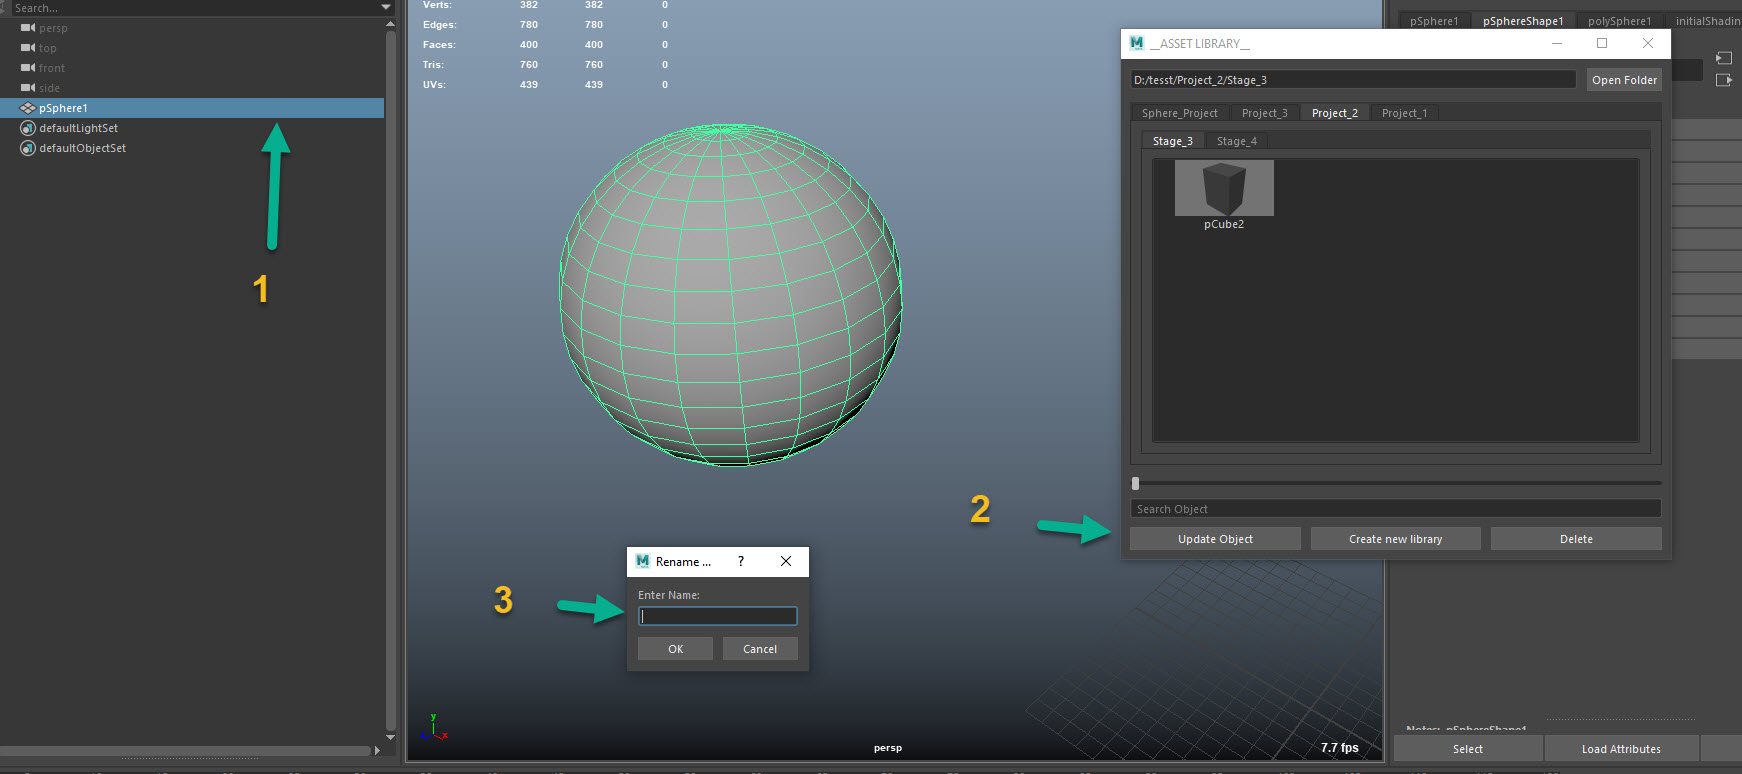 Search...
persp
top
front
side
pSphere1
defaultLightSet
defaultObjectSet
1
Verts: 382 382 0
Edges: 780 780 0
Faces: 400 400 0
Tris: 760 760 0
UVs: 439 439 0
persp
7.7 fps
y
x
2
3
M Rename ... ?
Enter Name:
OK Cancel
pSphere1 pSphereShape1 polySphere1 initialShadin
M __ASSET LIBRARY__
D:/tesst/Project_2/Stage_3 Open Folder
Sphere_Project Project_3 Project_2 Project_1
Stage_3 Stage_4
pCube2
Search Object
Update Object Create new library Delete
Notes: pSphereShape1
Select Load Attributes